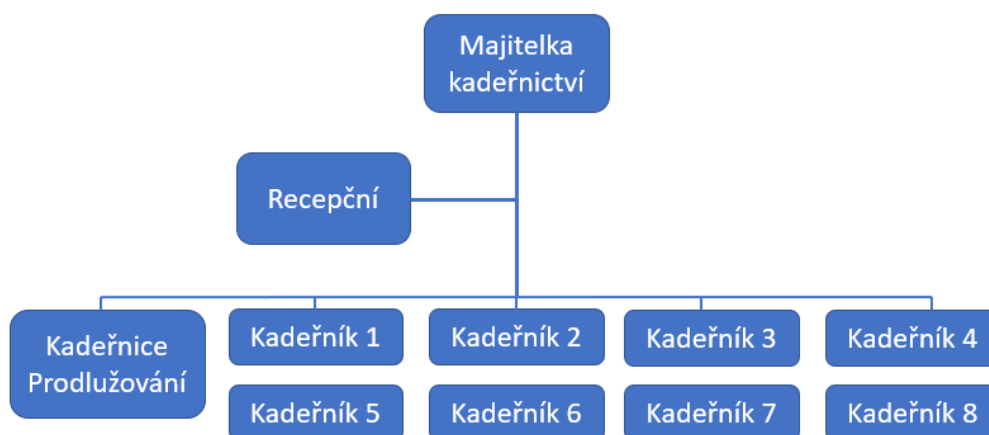 Majitelka
kadeřnictví
Recepční
Kadeřnice
Prodlužování
Kadeřník 1
Kadeřník 2
Kadeřník 3
Kadeřník 4
Kadeřník 5
Kadeřník 6
Kadeřník 7
Kadeřník 8